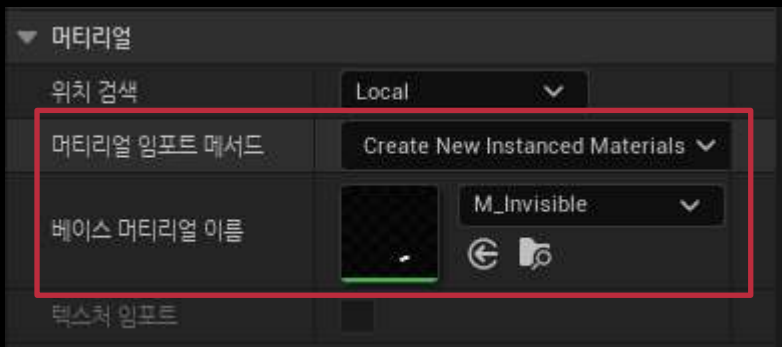 머티리얼
위치 검색 Local
머티리얼 임포트 메서드 Create New Instanced Materials
베이스 머티리얼 이름 M_Invisible
텍스처 임포트